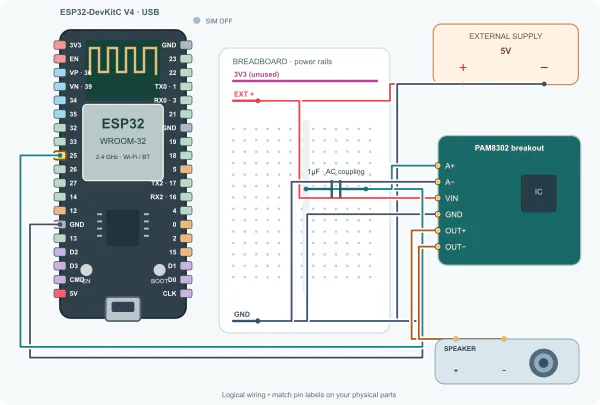 ESP32-DevKitC V4 · USB
SIM OFF
3V3
EN
VP · 36
VN · 39
34
35
32
33
25
26
27
14
12
GND
13
D2
D3
CMD
5V
GND
23
22
TX0 · 1
RX0 · 3
21
GND
19
18
5
TX2 · 17
RX2 · 16
4
0
2
15
D1
D0
CLK
ESP32
WROOM-32
2.4 GHz · Wi-Fi / BT
EN
BOOT
BREADBOARD · power rails
3V3 (unused)
EXT +
1µF · AC coupling
GND
EXTERNAL SUPPLY
5V
+ −
PAM8302 breakout
A+
A−
VIN
GND
OUT+
OUT−
IC
SPEAKER
+ −
Logical wiring • match pin labels on your physical parts